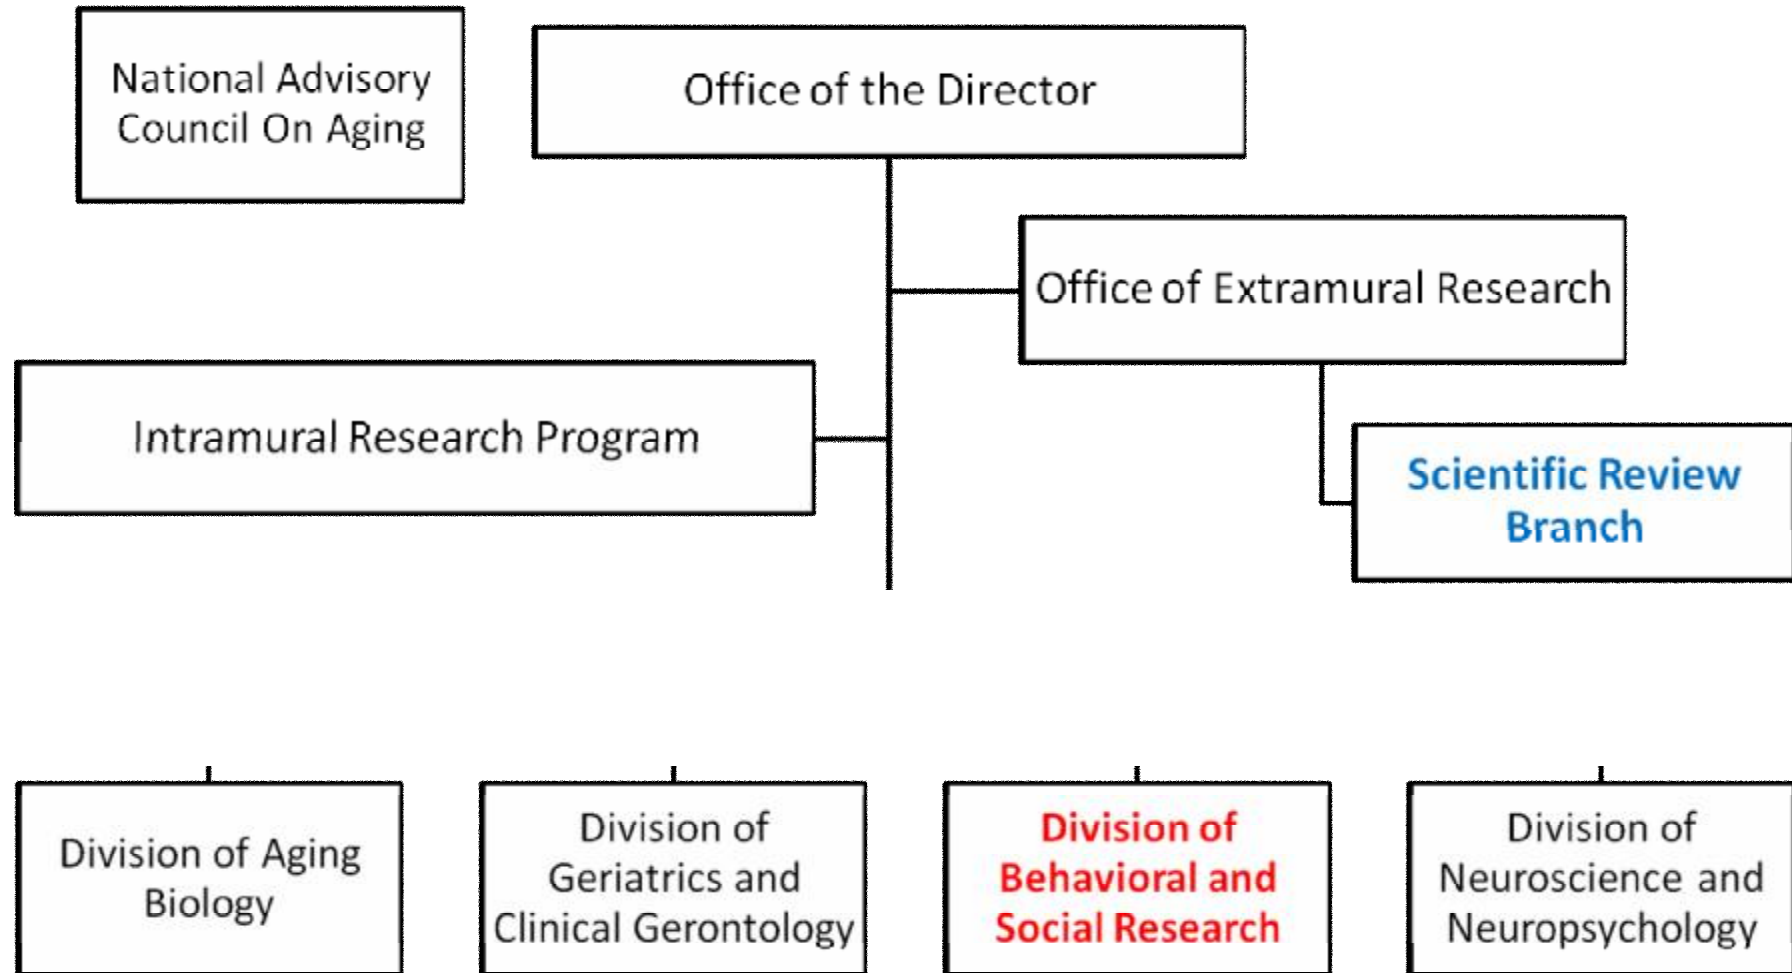 National Advisory
Council On Aging
Office of the Director
Office of Extramural Research
Intramural Research Program
Scientific Review
Branch
Division of Aging
Biology
Division of
Geriatrics and
Clinical Gerontology
Division of
Behavioral and
Social Research
Division of
Neuroscience and
Neuropsychology